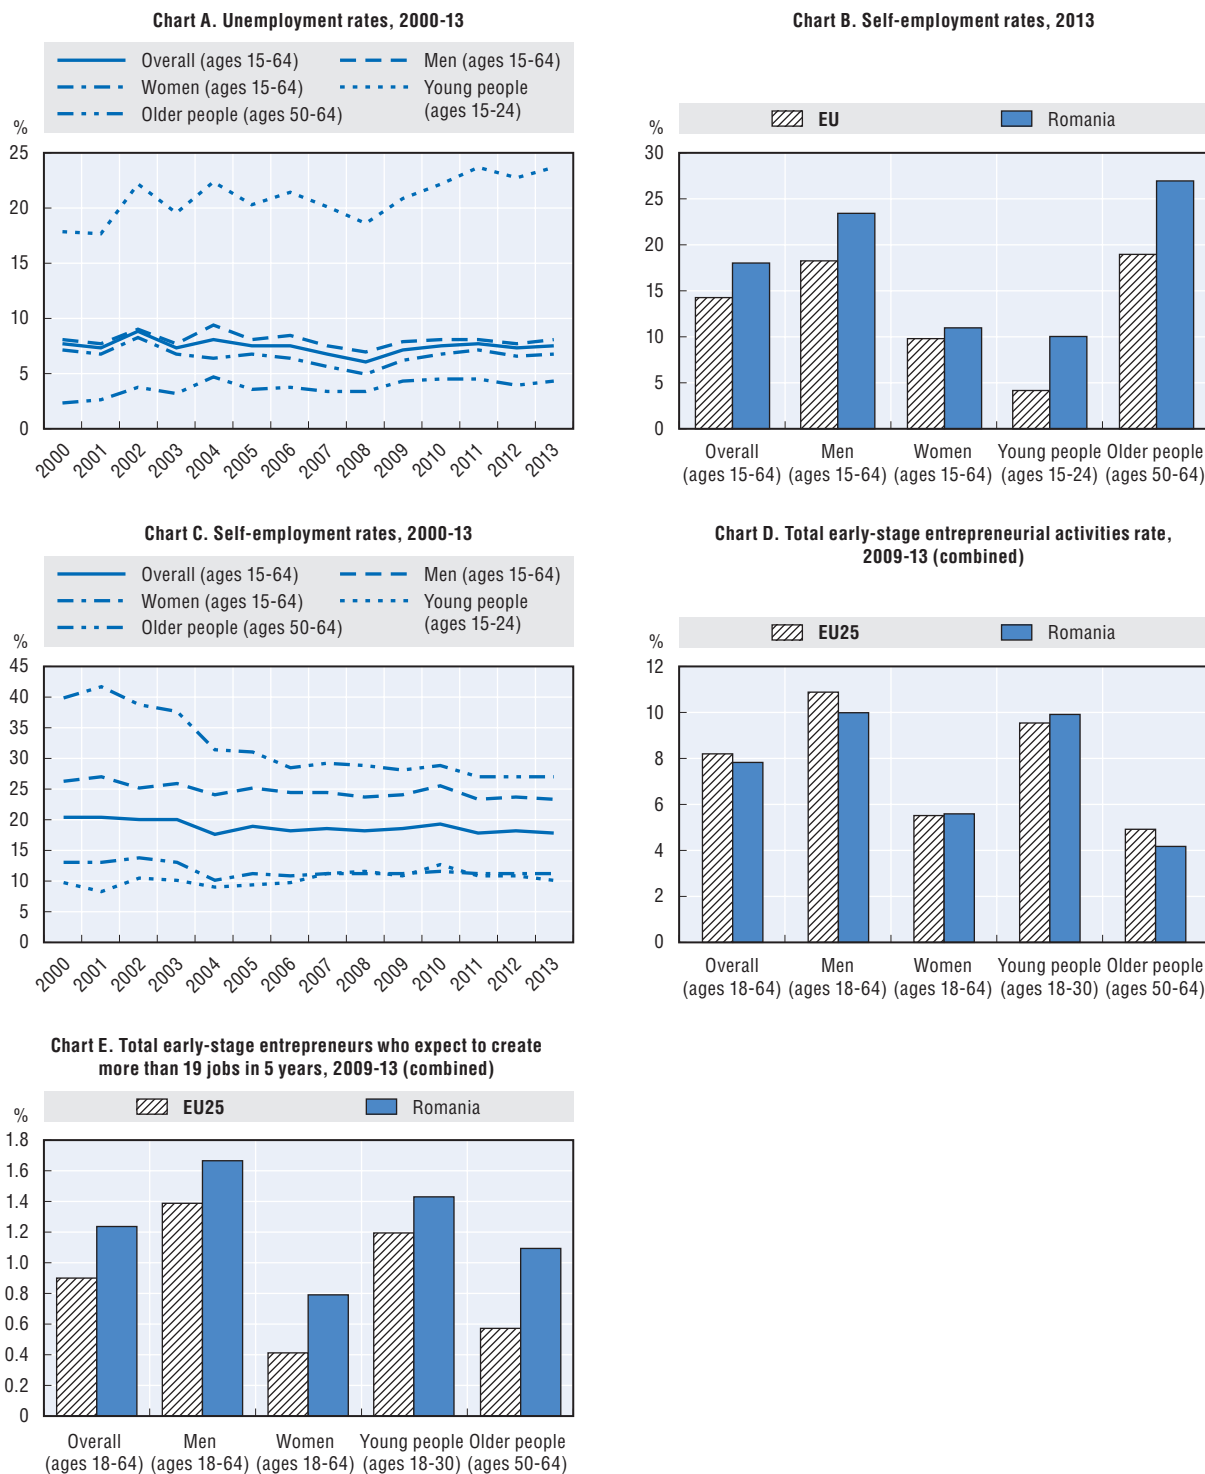 Chart A. Unemployment rates, 2000-13
Overall (ages 15-64)
Men (ages 15-64)
Women (ages 15-64)
Young people
(ages 15-24)
Older people (ages 50-64)
%
25
20
15
10
5
0
2000
2001
2002
2003
2004
2005
2006
2007
2008
2009
2010
2011
2012
2013
Chart B. Self-employment rates, 2013
EU
Romania
%
30
25
20
15
10
5
0
Overall
(ages 15-64)
Men
(ages 15-64)
Women
(ages 15-64)
Young people
(ages 15-24)
Older people
(ages 50-64)
Chart C. Self-employment rates, 2000-13
Overall (ages 15-64)
Men (ages 15-64)
Women (ages 15-64)
Young people
(ages 15-24)
Older people (ages 50-64)
%
45
40
35
30
25
20
15
10
5
0
2000
2001
2002
2003
2004
2005
2006
2007
2008
2009
2010
2011
2012
2013
Chart D. Total early-stage entrepreneurial activities rate,
2009-13 (combined)
EU25
Romania
%
12
10
8
6
4
2
0
Overall
(ages 18-64)
Men
(ages 18-64)
Women
(ages 18-64)
Young people
(ages 18-30)
Older people
(ages 50-64)
Chart E. Total early-stage entrepreneurs who expect to create
more than 19 jobs in 5 years, 2009-13 (combined)
EU25
Romania
%
1.8
1.6
1.4
1.2
1.0
0.8
0.6
0.4
0.2
0
Overall
(ages 18-64)
Men
(ages 18-64)
Women
(ages 18-64)
Young people
(ages 18-30)
Older people
(ages 50-64)